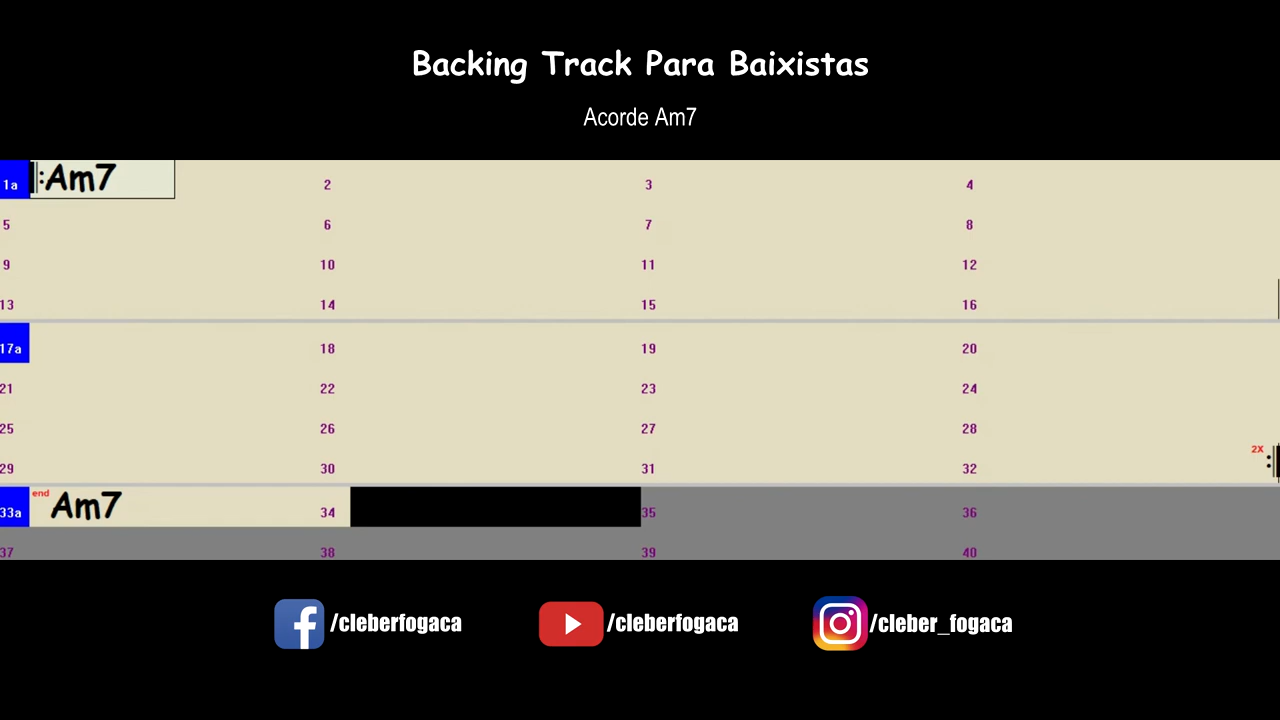 Backing Track Para Baixistas
Acorde Am7
1a :Am7 2 3 4
5 6 7 8
9 10 11 12
13 14 15 16
17a 18 19 20
21 22 23 24
25 26 27 28
2X
29 30 31 32 :
end
33a Am7 34 35 36
37 38 39 40
/cleberfogaca /cleberfogaca /cleber_fogaca